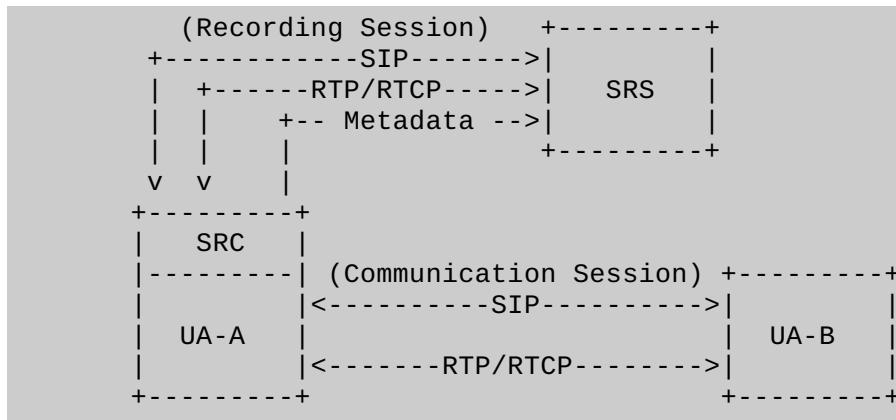 (Recording Session)   +---------+
+------------SIP------->|         |
|  +------RTP/RTCP----->|   SRS   |
|  |    +-- Metadata -->|         |
|  |    |               +---------+
v  v    |
+---------+
|   SRC   |
|---------| (Communication Session) +---------+
|         |<----------SIP---------->|         |
|  UA-A   |                         |  UA-B   |
|         |<-------RTP/RTCP-------->|         |
+---------+                         +---------+